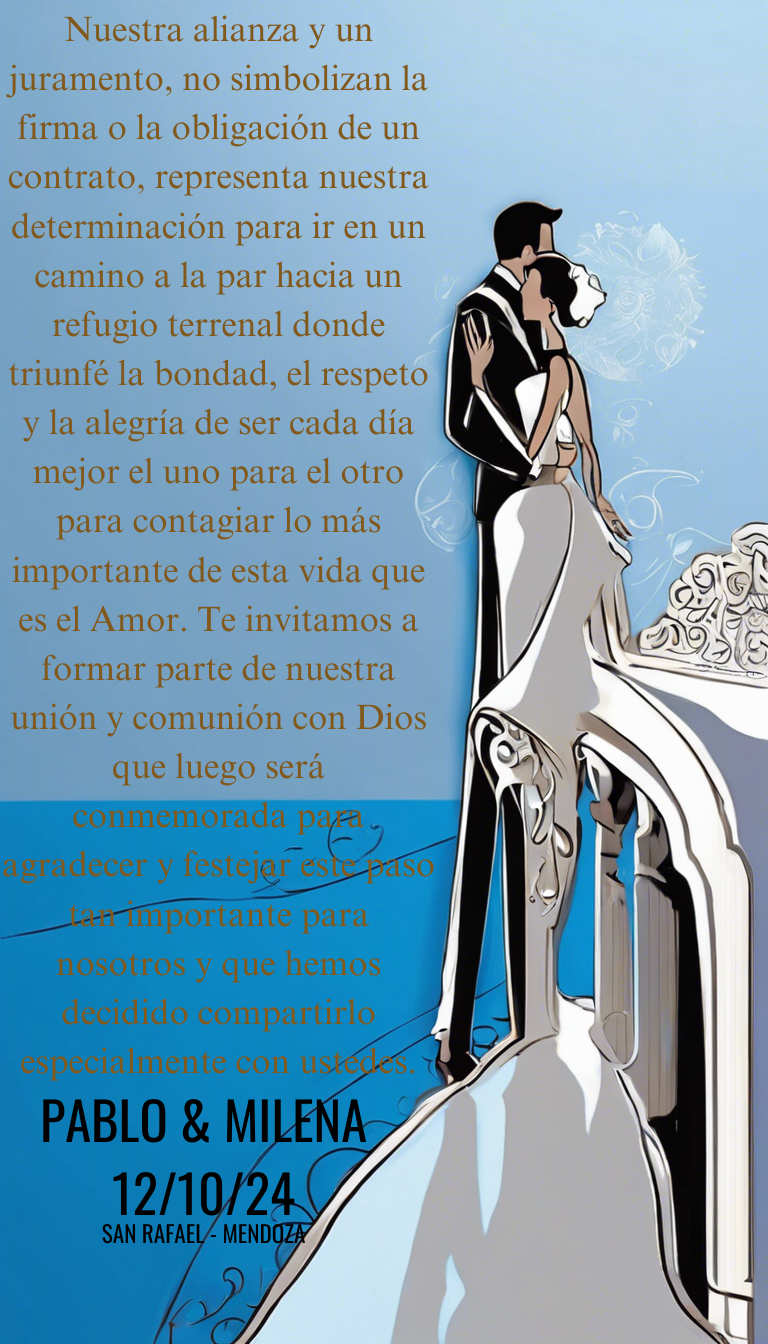 Nuestra alianza y un
juramento, no simbolizan la
firma o la obligación de un
contrato, representa nuestra
determinación para ir en un
camino a la par hacia un
refugio terrenal donde
triunfé la bondad, el respeto
y la alegría de ser cada día
mejor el uno para el otro
para contagiar lo más
importante de esta vida que
es el Amor. Te invitamos a
formar parte de nuestra
unión y comunión con Dios
que luego será
conmemorada para
agradecer y festejar este paso
tan importante para
nosotros y que hemos
decidido compartirlo
especialmente con ustedes.
PABLO & MILENA
12/10/24
SAN RAFAEL - MENDOZA